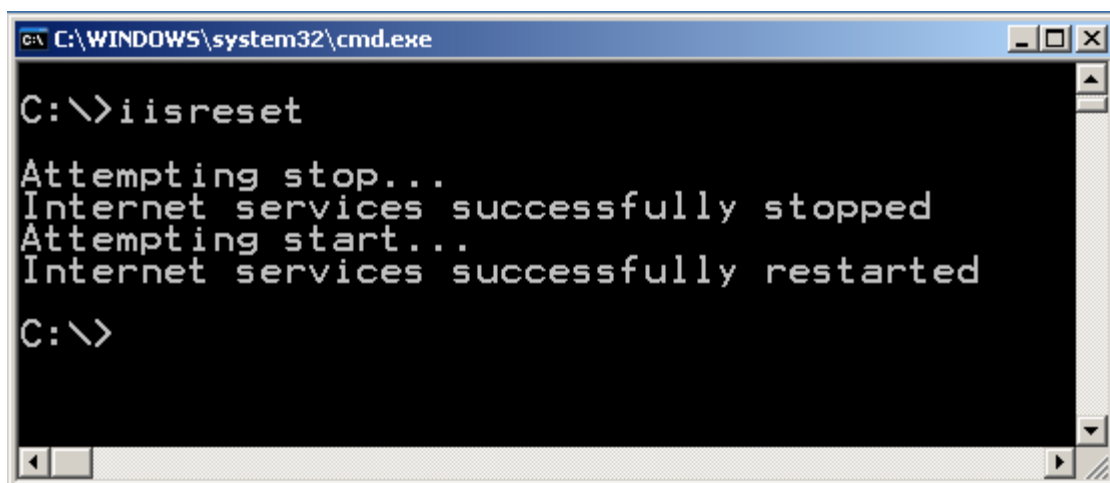 C:\WINDOWS\system32\cmd.exe
C:\>iisreset
Attempting stop...
Internet services successfully stopped
Attempting start...
Internet services successfully restarted
C:\>